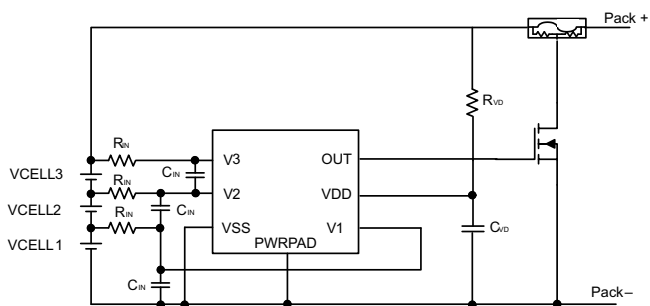 Pack +
RVD
RIN
V3
OUT
VCELL3
CIN
RIN
V2
VDD
VCELL2
CIN
RIN
VSS
V1
CVD
VCELL1
PWRPAD
CIN
Pack–